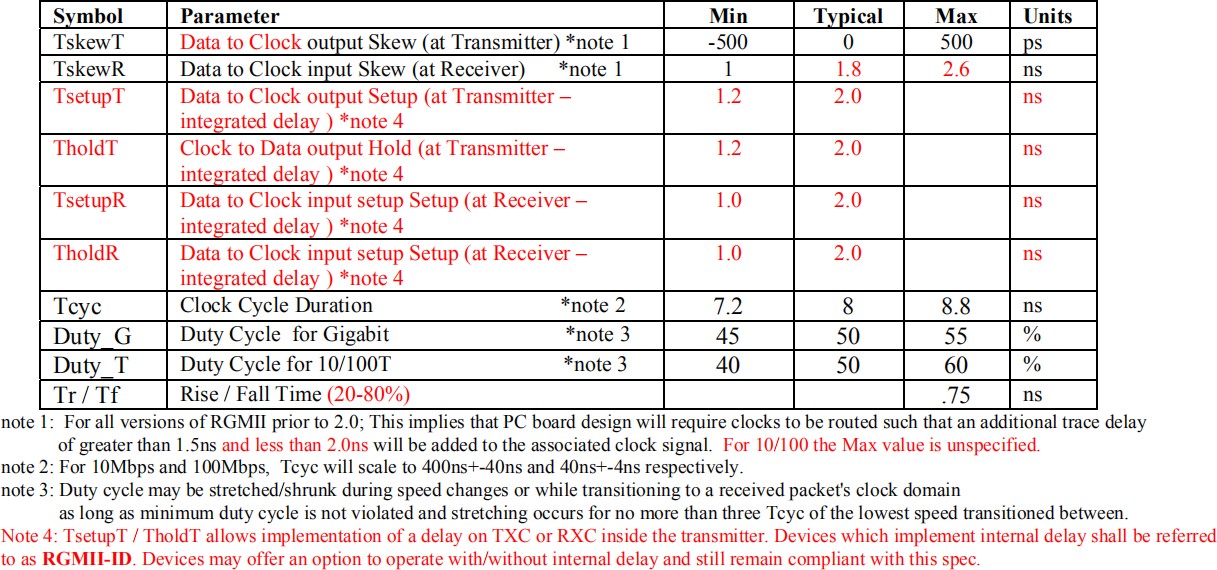 Symbol Parameter Min Typical Max Units
TskewT Data to Clock output Skew (at Transmitter) *note 1 -500 0 500 ps
TskewR Data to Clock input Skew (at Receiver) *note 1 1 1.8 2.6 ns
TsetupT Data to Clock output Setup (at Transmitter – 1.2 2.0 ns
integrated delay ) *note 4
TholdT Clock to Data output Hold (at Transmitter – 1.2 2.0 ns
integrated delay ) *note 4
TsetupR Data to Clock input setup Setup (at Receiver – 1.0 2.0 ns
integrated delay ) *note 4
TholdR Data to Clock input setup Setup (at Receiver – 1.0 2.0 ns
integrated delay ) *note 4
Tcyc Clock Cycle Duration *note 2 7.2 8 8.8 ns
Duty_G Duty Cycle for Gigabit *note 3 45 50 55 %
Duty_T Duty Cycle for 10/100T *note 3 40 50 60 %
Tr / Tf Rise / Fall Time (20-80%) .75 ns
note 1: For all versions of RGMII prior to 2.0; This implies that PC board design will require clocks to be routed such that an additional trace delay
of greater than 1.5ns and less than 2.0ns will be added to the associated clock signal. For 10/100 the Max value is unspecified.
note 2: For 10Mbps and 100Mbps, Tcyc will scale to 400ns+-40ns and 40ns+-4ns respectively.
note 3: Duty cycle may be stretched/shrunk during speed changes or while transitioning to a received packet's clock domain
as long as minimum duty cycle is not violated and stretching occurs for no more than three Tcyc of the lowest speed transitioned between.
Note 4: TsetupT / TholdT allows implementation of a delay on TXC or RXC inside the transmitter. Devices which implement internal delay shall be referred
to as RGMII-ID. Devices may offer an option to operate with/without internal delay and still remain compliant with this spec.